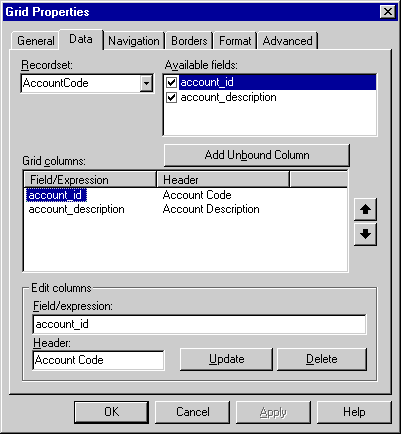 Grid Properties
General Data Navigation Borders Format Advanced
Recordset: Available fields:
AccountCode account_id
account_description
Add Unbound Column
Grid columns:
Field/Expression Header
account_id Account Code
account_description Account Description
Edit columns
Field/expression:
account_id
Header:
Account Code Update Delete
OK Cancel Apply Help